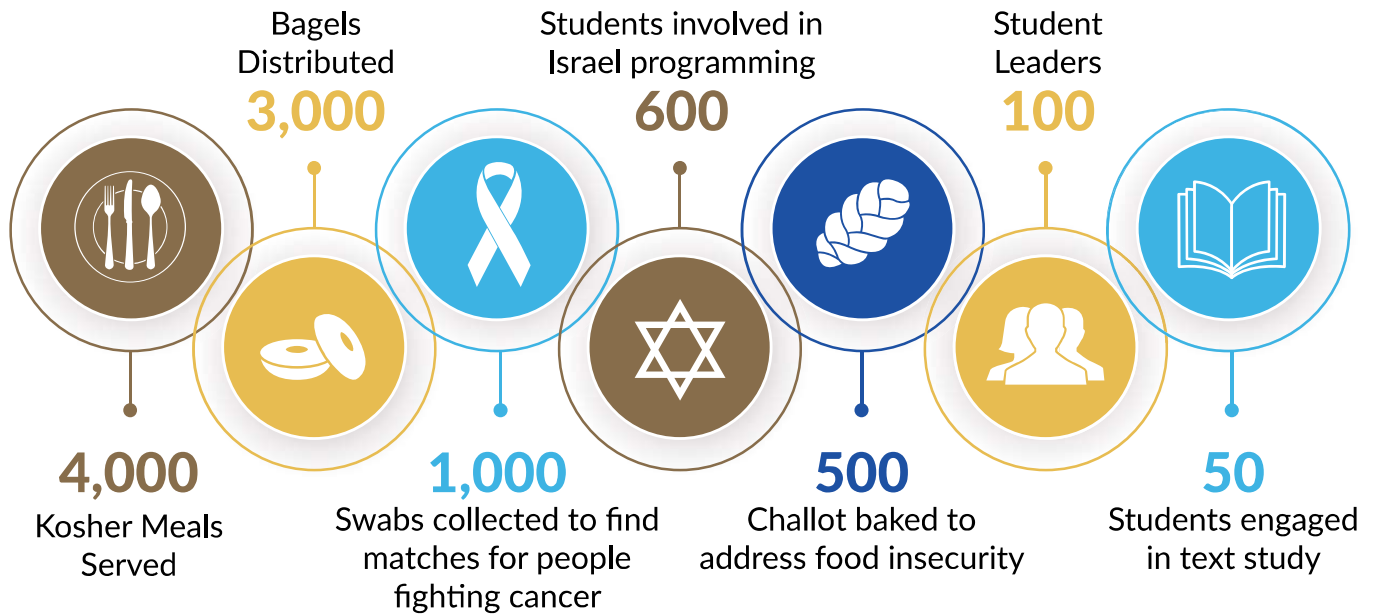 Bagels
Distributed
3,000
Students involved in
Israel programming
600
Student
Leaders
100
4,000
Kosher Meals
Served
1,000
Swabs collected to find
matches for people
fighting cancer
500
Challot baked to
address food insecurity
50
Students engaged
in text study